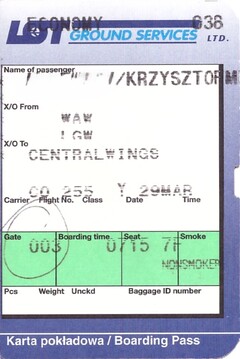 ECONOMY 036
LOT GROUND SERVICES LTD.
Name of passenger
/KRZYSZTOF M
X/O From
WAW
LGW
X/O To
CENTRALWINGS
CO 255 Y 29MAR
Carrier Flight No. Class Date Time
Gate Boarding time Seat Smoke
003 0715 7F
NONSMOKER
Pcs Weight Unckd Baggage ID number
Karta pokładowa / Boarding Pass